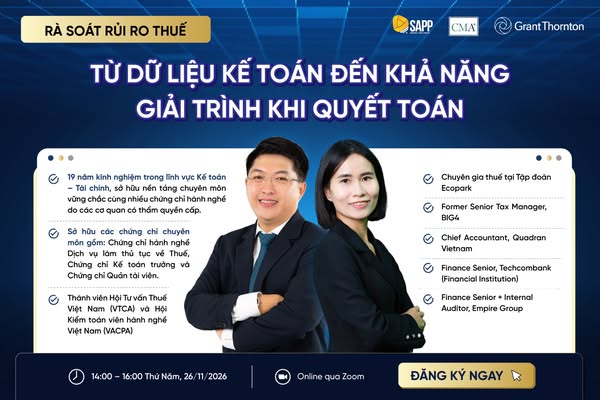 RÀ SOÁT RỦI RO THUẾ
SAPP
CMA
GrantThornton
TỪ DỮ LIỆU KẾ TOÁN ĐẾN KHẢ NĂNG
GIẢI TRÌNH KHI QUYẾT TOÁN
19 năm kinh nghiệm trong lĩnh vực Kế toán
– Tài chính, sở hữu nền tảng chuyên môn
vững chắc cùng nhiều chứng chỉ hành nghề
do các cơ quan có thẩm quyền cấp.
Sở hữu các chứng chỉ chuyên
môn gồm: Chứng chỉ hành nghề
Dịch vụ làm thủ tục về Thuế,
Chứng chỉ Kế toán trưởng và
Chứng chỉ Quản tài viên.
Thành viên Hội Tư vấn Thuế
Việt Nam (VTCA) và Hội
Kiểm toán viên hành nghề
Việt Nam (VACPA)
Chuyên gia thuế tại Tập đoàn
Ecopark
Former Senior Tax Manager,
BIG4
Chief Accountant, Quadran
Vietnam
Finance Senior, Techcombank
(Financial Institution)
Finance Senior + Internal
Auditor, Empire Group
14:00 – 16:00 Thứ Năm, 26/11/2026
Online qua Zoom
ĐĂNG KÝ NGAY